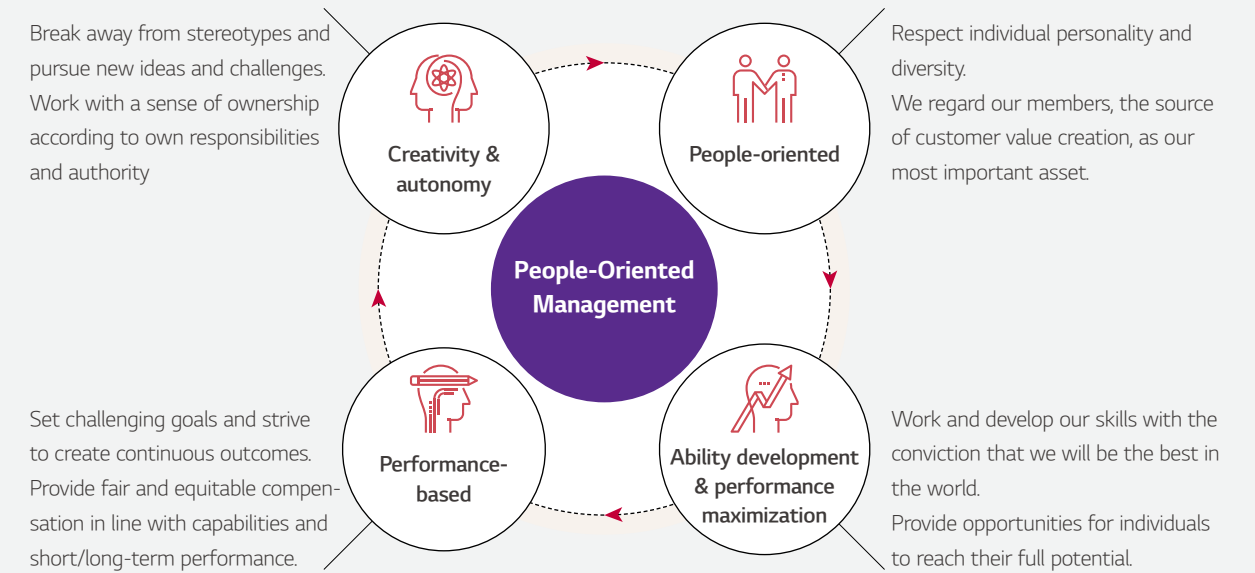 Break away from stereotypes and
pursue new ideas and challenges.
Work with a sense of ownership
according to own responsibilities
and authority
Creativity &
autonomy
People-oriented
Respect individual personality and
diversity.
We regard our members, the source
of customer value creation, as our
most important asset.
People-Oriented
Management
Set challenging goals and strive
to create continuous outcomes.
Provide fair and equitable compen-
sation in line with capabilities and
short/long-term performance.
Performance-
based
Ability development
& performance
maximization
Work and develop our skills with the
conviction that we will be the best in
the world.
Provide opportunities for individuals
to reach their full potential.